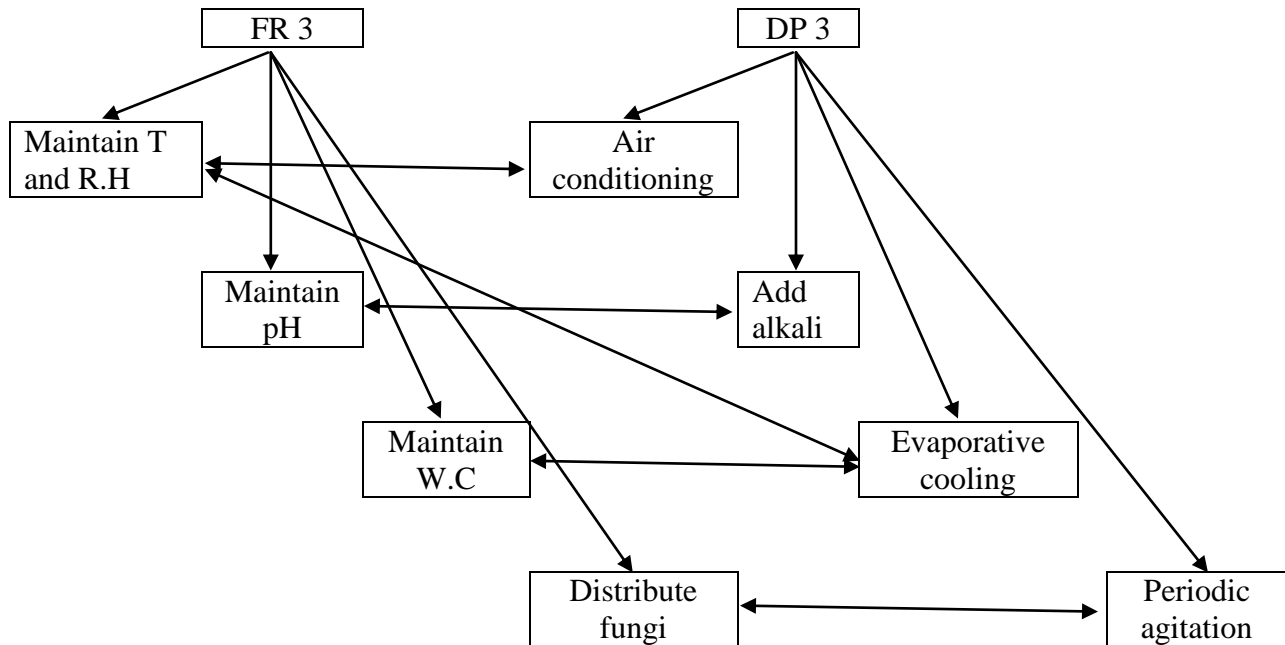 FR 3
DP 3
Maintain T
and R.H
Air
conditioning
Maintain
pH
Add
alkali
Maintain
W.C
Evaporative
cooling
Distribute
fungi
Periodic
agitation